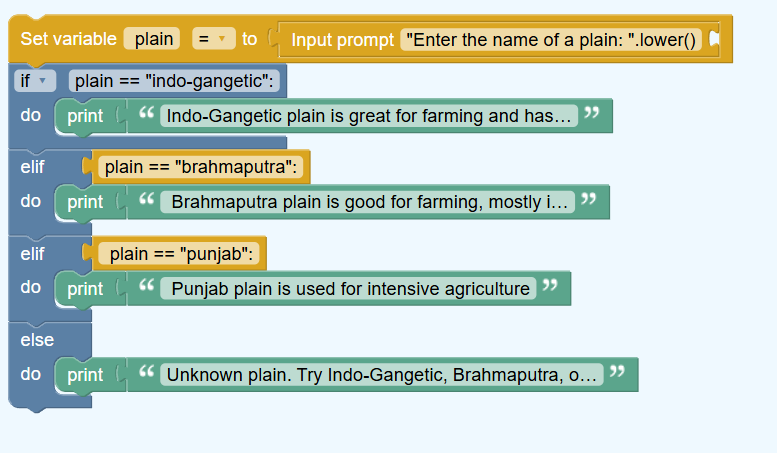 Set variable plain = to Input prompt "Enter the name of a plain: ".lower()
if plain == "indo-gangetic":
do print “ Indo-Gangetic plain is great for farming and has… ”
elif plain == "brahmaputra":
do print “ Brahmaputra plain is good for farming, mostly i… ”
elif plain == "punjab":
do print “ Punjab plain is used for intensive agriculture ”
else
do print “ Unknown plain. Try Indo-Gangetic, Brahmaputra, o… ”